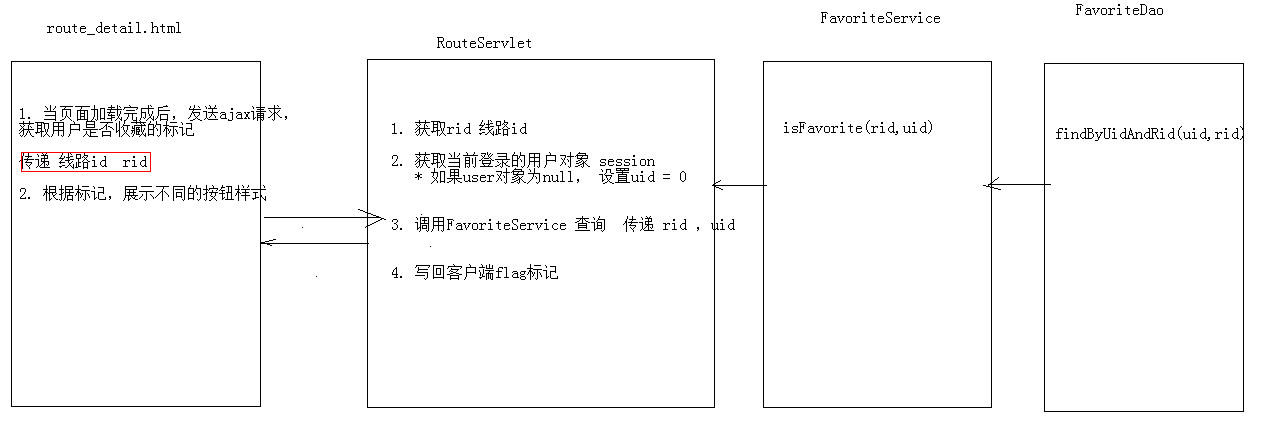 route_detail.html
1. 当页面加载完成后，发送ajax请求，
获取用户是否收藏的标记
传递 线路id rid
2. 根据标记，展示不同的按钮样式
RouteServlet
1. 获取rid 线路id
2. 获取当前登录的用户对象 session
* 如果user对象为null， 设置uid = 0
3. 调用FavoriteService 查询 传递 rid ，uid
4. 写回客户端flag标记
FavoriteService
isFavorite(rid,uid)
FavoriteDao
findByUidAndRid(uid,rid)